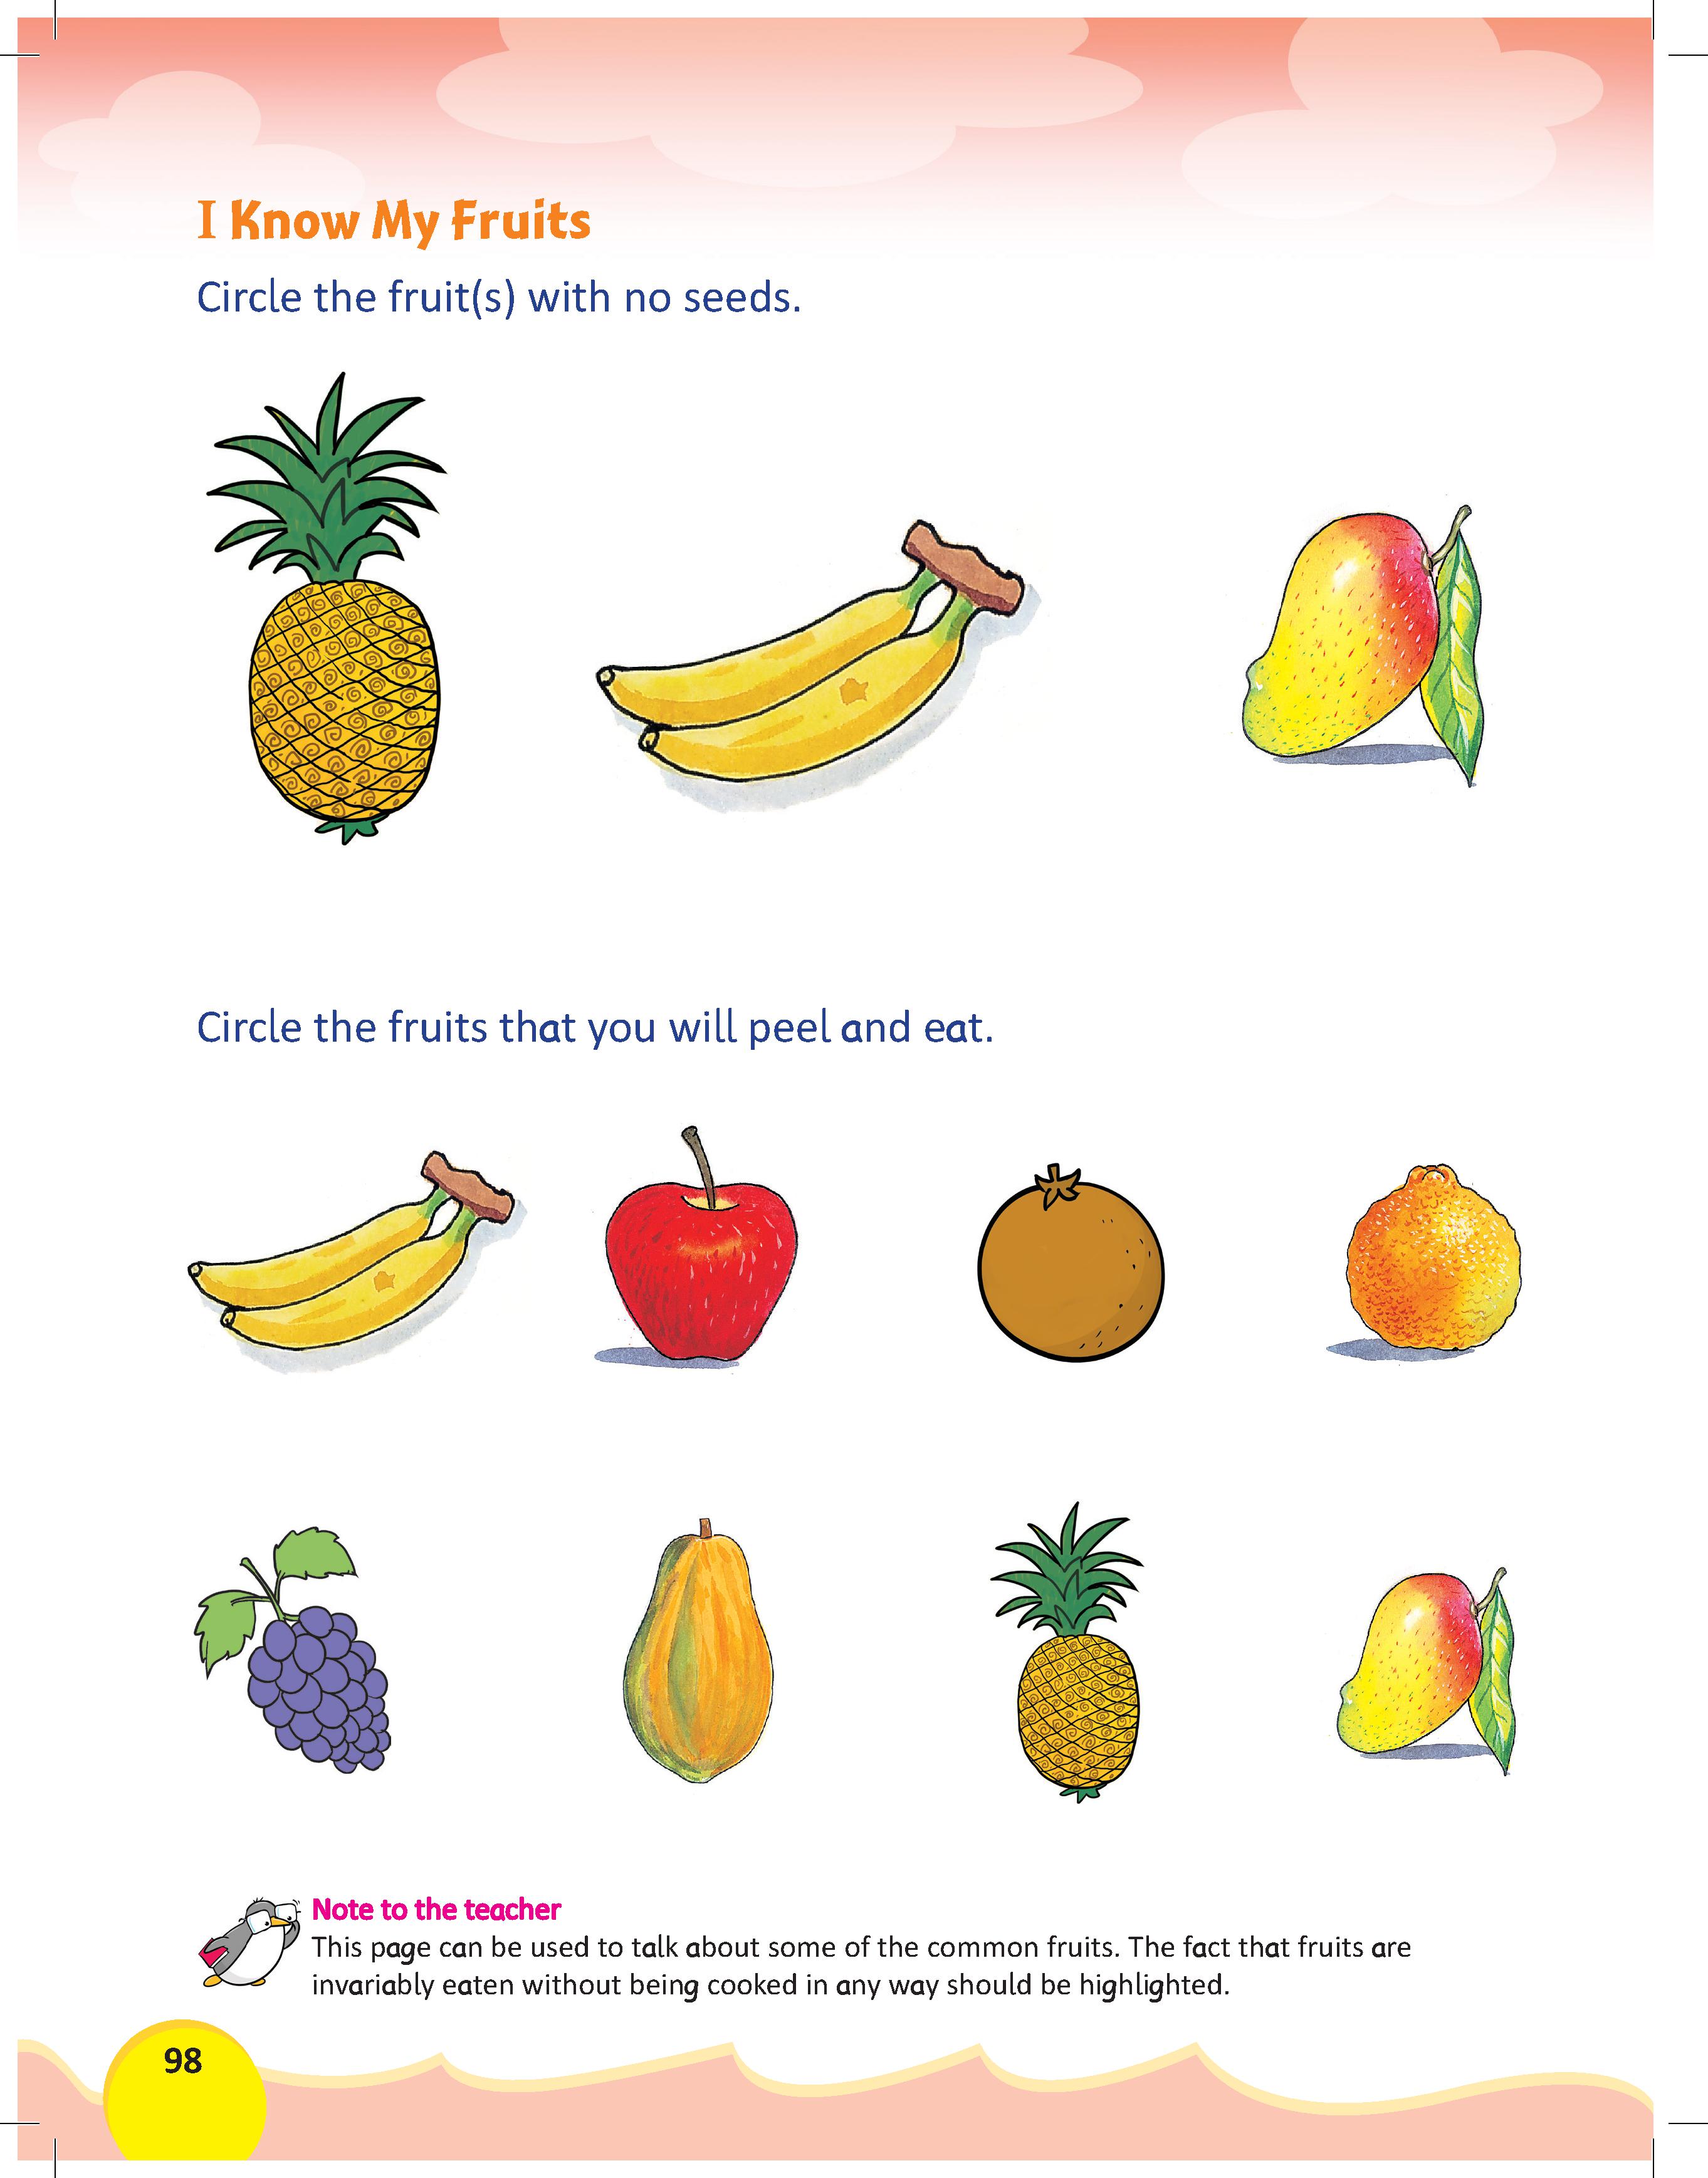 I Know My Fruits
Circle the fruit(s) with no seeds.
Circle the fruits that you will peel and eat.
Note to the teacher
This page can be used to talk about some of the common fruits. The fact that fruits are
invariably eaten without being cooked in any way should be highlighted.
98